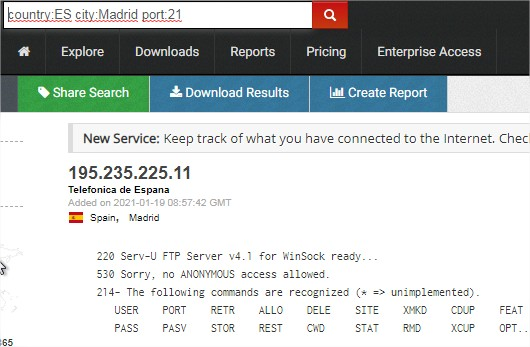 country:ES city:Madrid port:21
Explore Downloads Reports Pricing Enterprise Access
Share Search Download Results Create Report
New Service: Keep track of what you have connected to the Internet. Chec
195.235.225.11
Telefonica de Espana
Added on 2021-01-19 08:57:42 GMT
Spain, Madrid
220 Serv-U FTP Server v4.1 for WinSock ready...
530 Sorry, no ANONYMOUS access allowed.
214- The following commands are recognized (* => unimplemented).
USER PORT RETR ALLO DELE SITE XMKD CDUP FEAT
PASS PASV STOR REST CWD STAT RMD XCUP OPT..
365